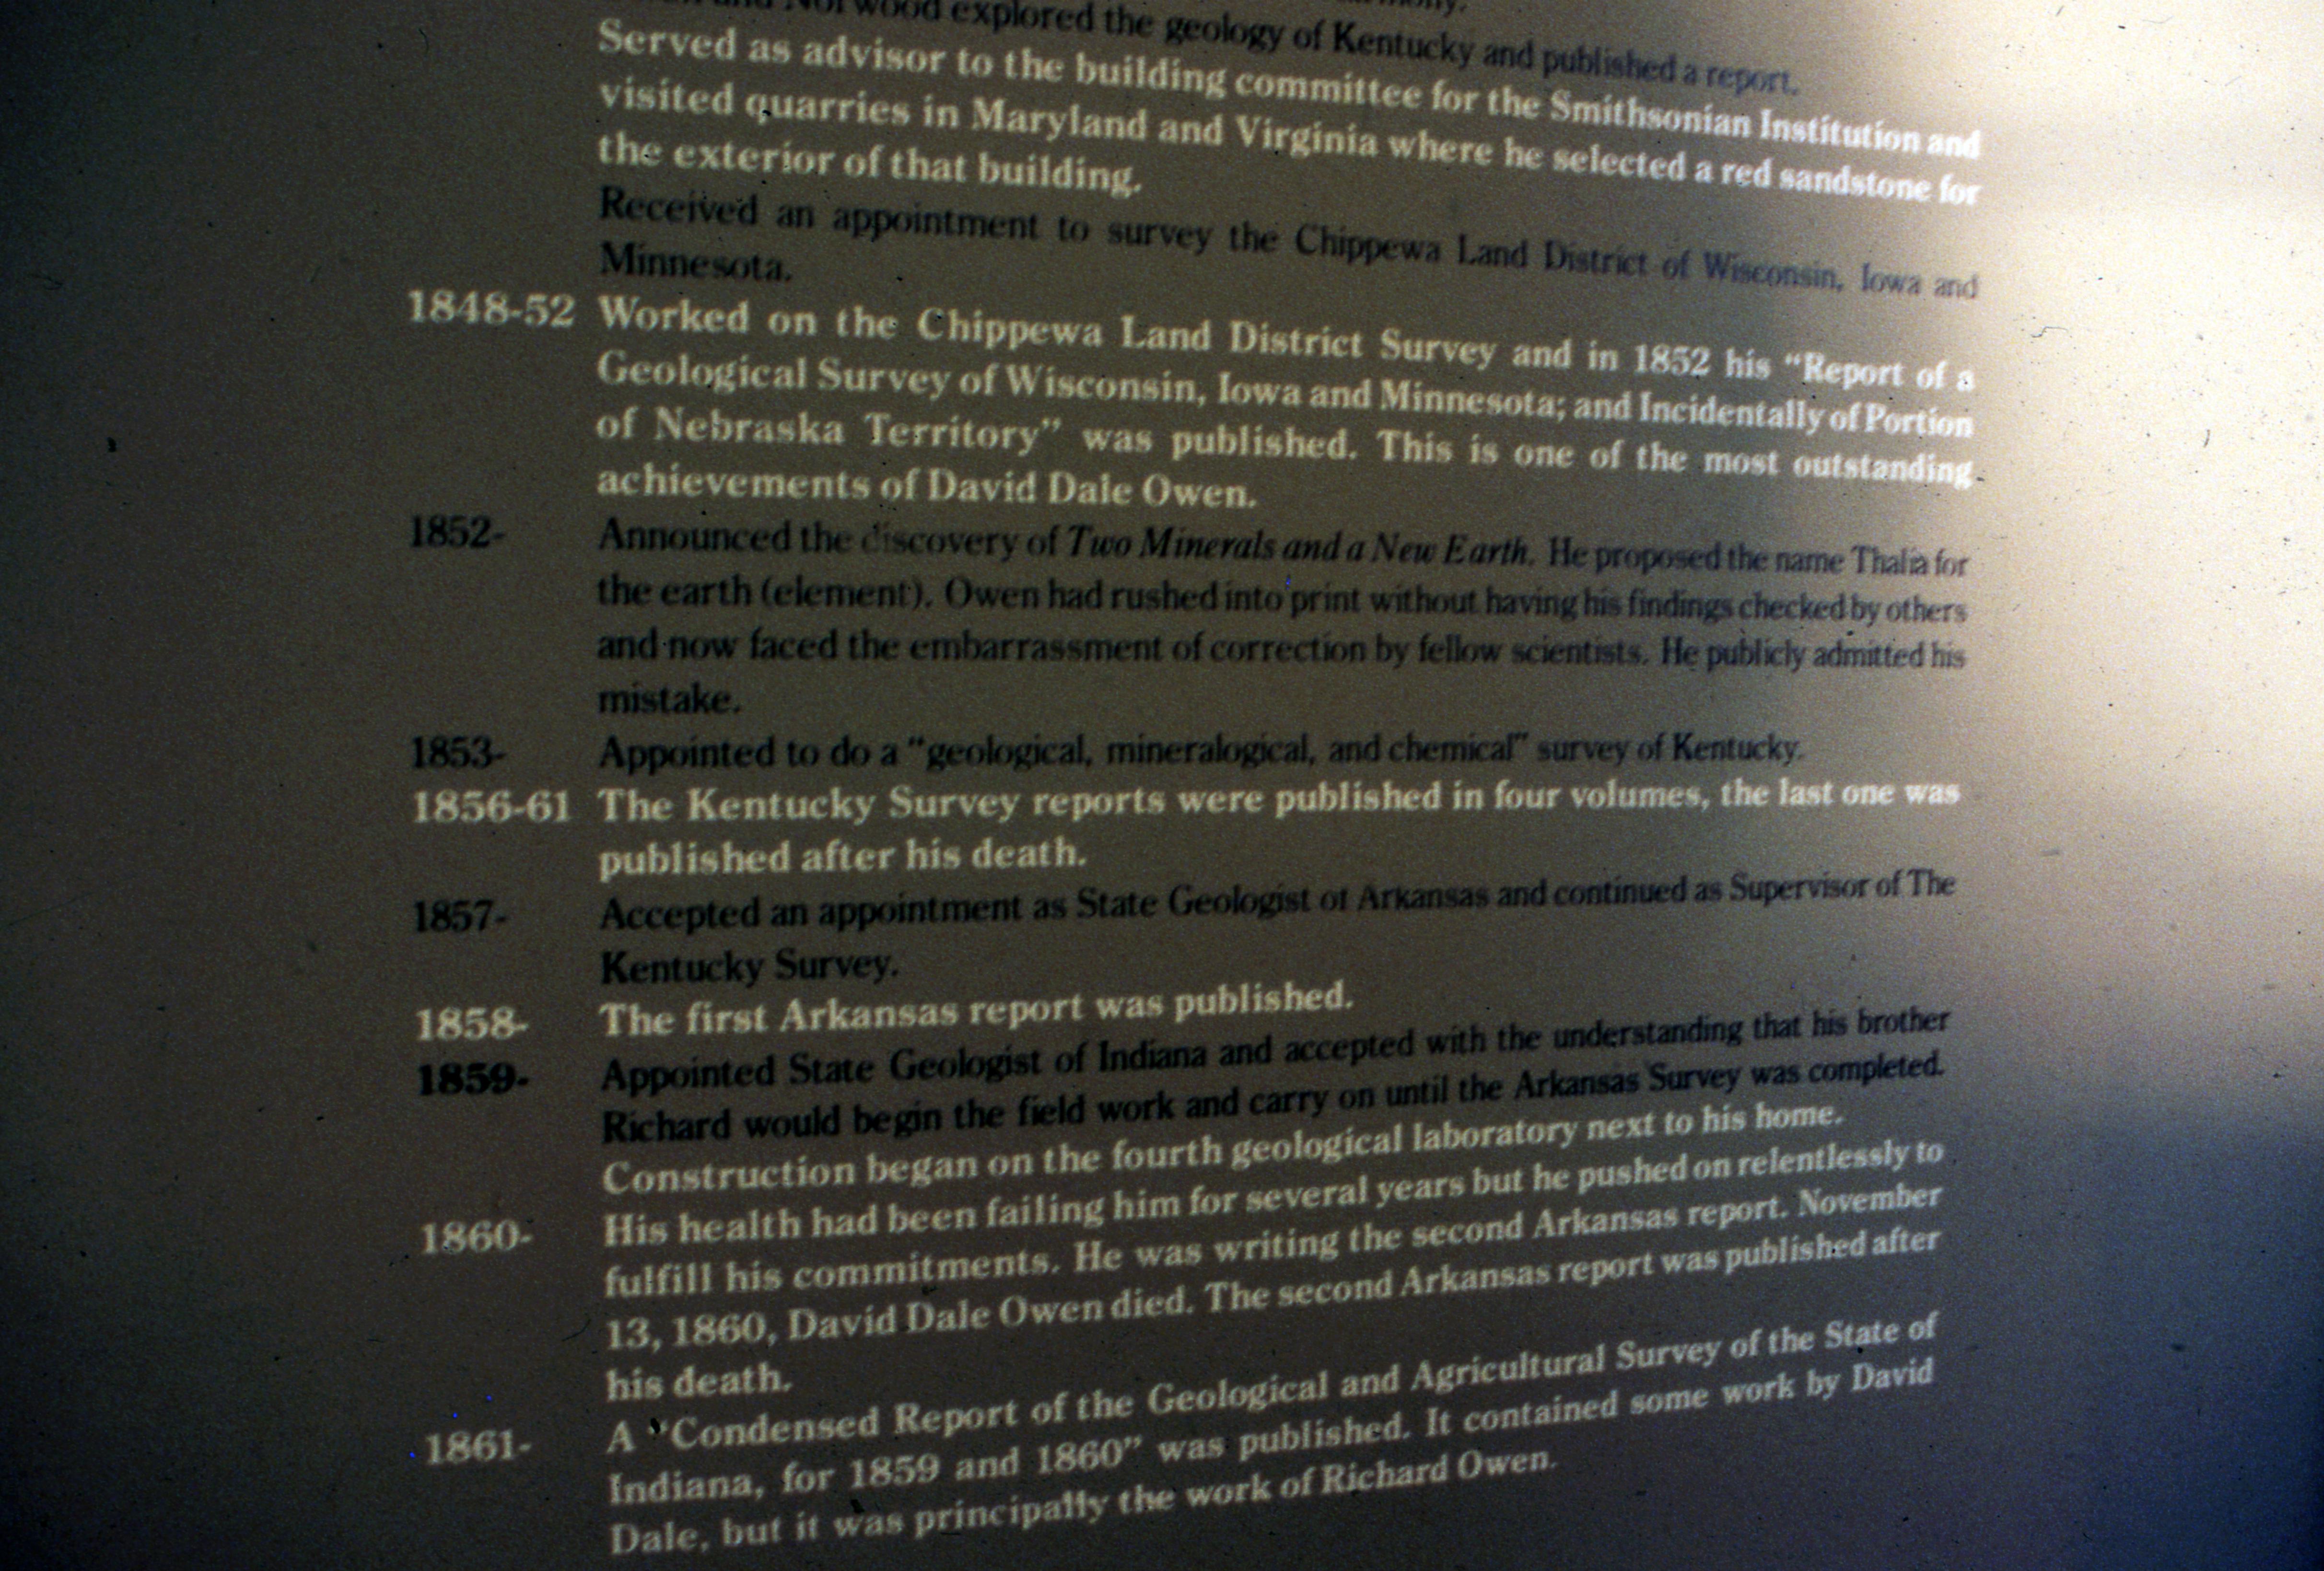 Norwood explored the geology of Kentucky and published a report.
Served as advisor to the building committee for the Smithsonian Institution and
visited quarries in Maryland and Virginia where he selected a red sandstone for
the exterior of that building.
Received an appointment to survey the Chippewa Land District of Wisconsin, Iowa and
Minnesota.
1848-52 Worked on the Chippewa Land District Survey and in 1852 his “Report of a
Geological Survey of Wisconsin, Iowa and Minnesota; and Incidentally of Portion
of Nebraska Territory” was published. This is one of the most outstanding
achievements of David Dale Owen.
1852- Announced the discovery of Two Minerals and a New Earth. He proposed the name Thalia for
the earth (element). Owen had rushed into print without having his findings checked by others
and now faced the embarrassment of correction by fellow scientists. He publicly admitted his
mistake.
1853- Appointed to do a “geological, mineralogical, and chemical” survey of Kentucky.
1856-61 The Kentucky Survey reports were published in four volumes, the last one was
published after his death.
1857- Accepted an appointment as State Geologist of Arkansas and continued as Supervisor of The
Kentucky Survey.
1858- The first Arkansas report was published.
1859- Appointed State Geologist of Indiana and accepted with the understanding that his brother
Richard would begin the field work and carry on until the Arkansas Survey was completed.
Construction began on the fourth geological laboratory next to his home.
1860- His health had been failing him for several years but he pushed on relentlessly to
fulfill his commitments. He was writing the second Arkansas report. November
13, 1860, David Dale Owen died. The second Arkansas report was published after
his death.
1861- A “Condensed Report of the Geological and Agricultural Survey of the State of
Indiana, for 1859 and 1860” was published. It contained some work by David
Dale, but it was principally the work of Richard Owen.